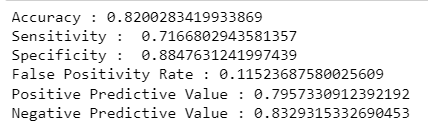 Accuracy : 0.8200283419933869
Sensitivity :  0.7166802943581357
Specificity :  0.8847631241997439
False Positivity Rate : 0.11523687580025609
Positive Predictive Value : 0.7957330912392192
Negative Predictive Value : 0.8329315332690453